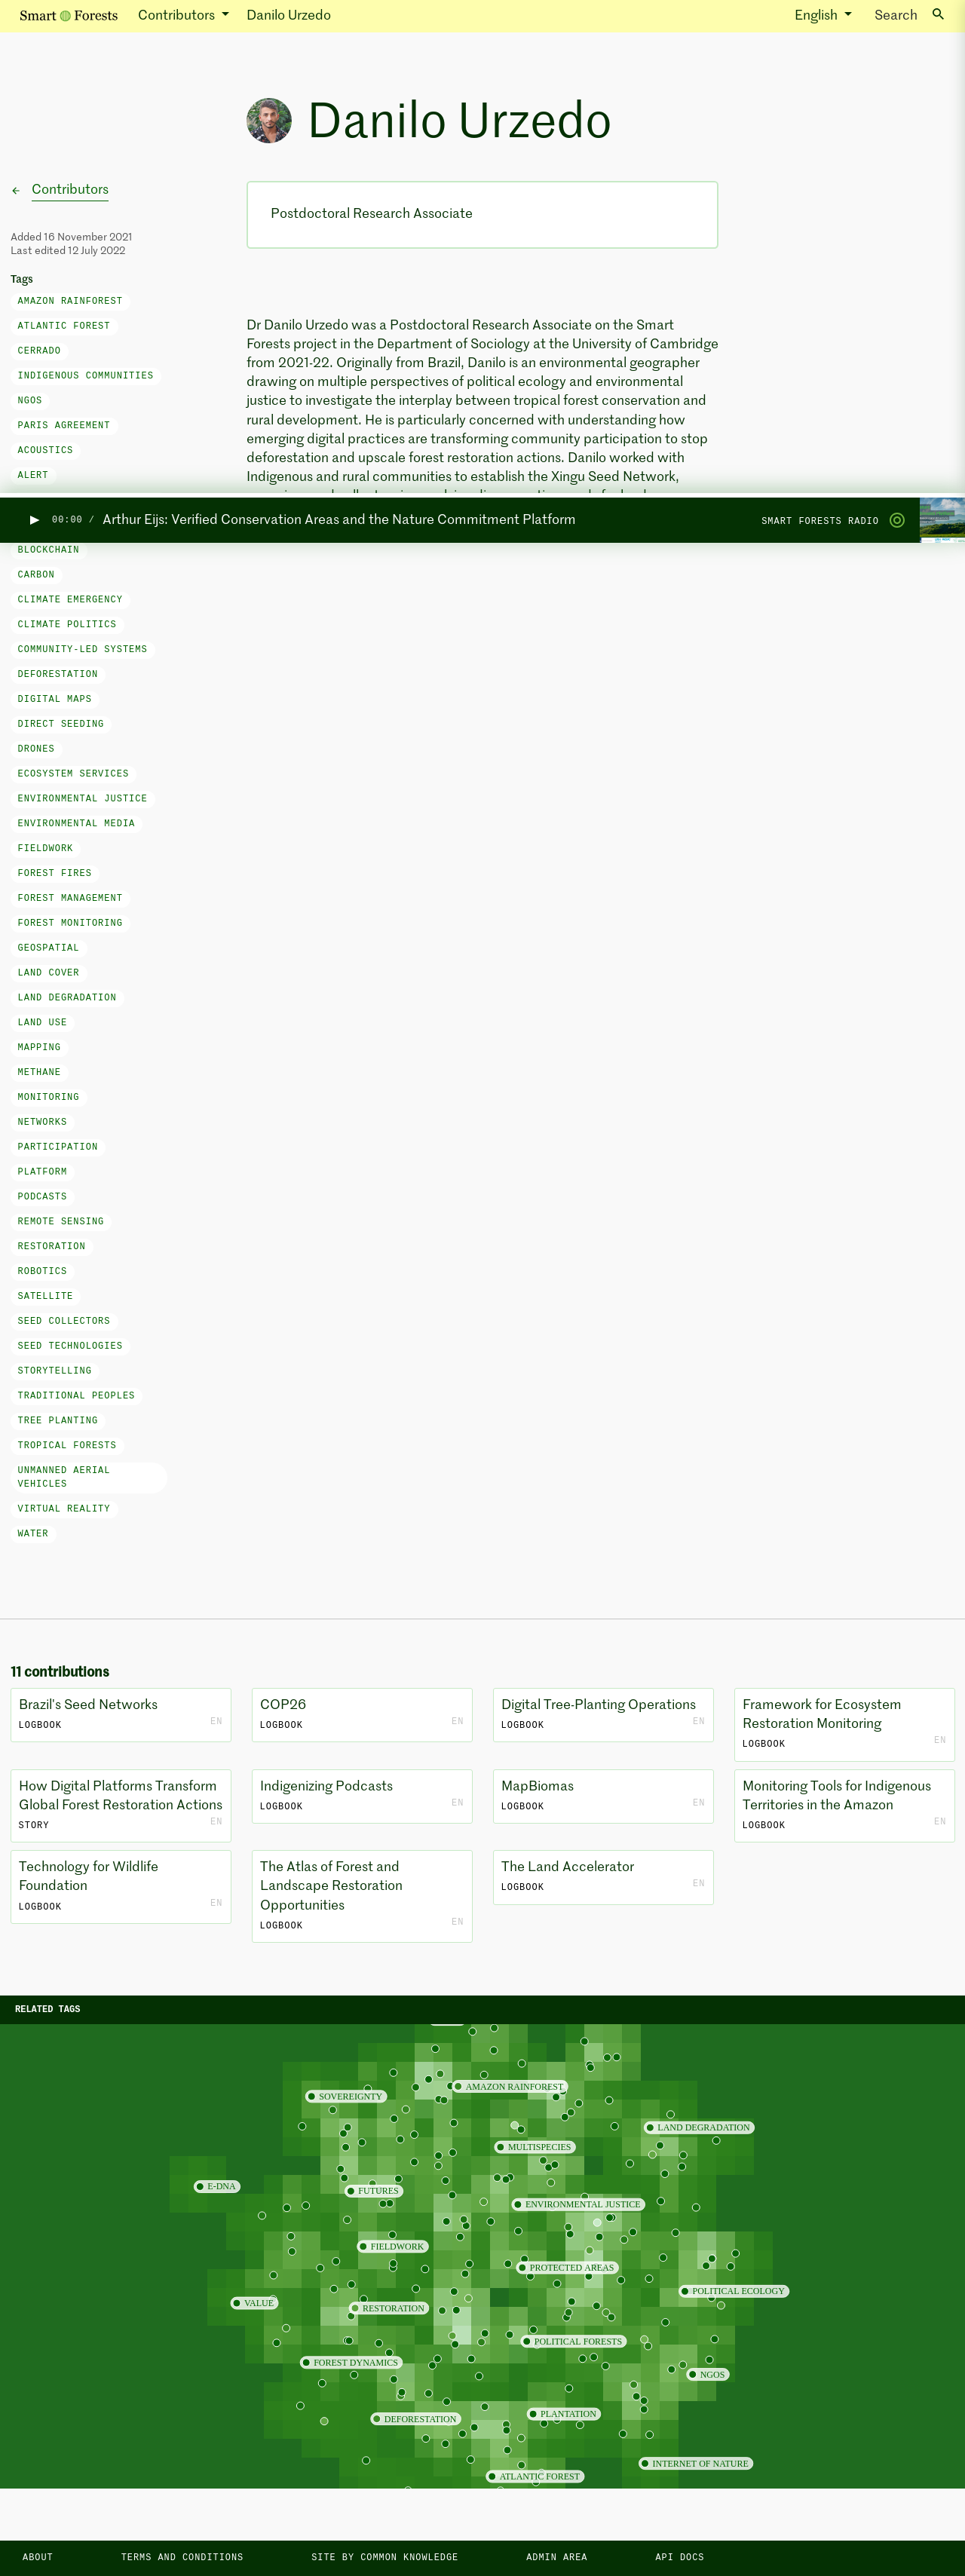 Smart Forests
Contributors
Danilo Urzedo
English
Search
Danilo Urzedo
Contributors
Postdoctoral Research Associate
Added 16 November 2021
Last edited 12 July 2022
Tags
AMAZON RAINFOREST
ATLANTIC FOREST
CERRADO
INDIGENOUS COMMUNITIES
NGOS
PARIS AGREEMENT
ACOUSTICS
ALERT
Dr Danilo Urzedo was a Postdoctoral Research Associate on the Smart
Forests project in the Department of Sociology at the University of Cambridge
from 2021-22. Originally from Brazil, Danilo is an environmental geographer
drawing on multiple perspectives of political ecology and environmental
justice to investigate the interplay between tropical forest conservation and
rural development. He is particularly concerned with understanding how
emerging digital practices are transforming community participation to stop
deforestation and upscale forest restoration actions. Danilo worked with
Indigenous and rural communities to establish the Xingu Seed Network,
00:00 /
Arthur Eijs: Verified Conservation Areas and the Nature Commitment Platform
SMART FORESTS RADIO
BLOCKCHAIN
CARBON
CLIMATE EMERGENCY
CLIMATE POLITICS
COMMUNITY-LED SYSTEMS
DEFORESTATION
DIGITAL MAPS
DIRECT SEEDING
DRONES
ECOSYSTEM SERVICES
ENVIRONMENTAL JUSTICE
ENVIRONMENTAL MEDIA
FIELDWORK
FOREST FIRES
FOREST MANAGEMENT
FOREST MONITORING
GEOSPATIAL
LAND COVER
LAND DEGRADATION
LAND USE
MAPPING
METHANE
MONITORING
NETWORKS
PARTICIPATION
PLATFORM
PODCASTS
REMOTE SENSING
RESTORATION
ROBOTICS
SATELLITE
SEED COLLECTORS
SEED TECHNOLOGIES
STORYTELLING
TRADITIONAL PEOPLES
TREE PLANTING
TROPICAL FORESTS
UNMANNED AERIAL
VEHICLES
VIRTUAL REALITY
WATER
11 contributions
Brazil's Seed Networks
LOGBOOK
EN
COP26
LOGBOOK
EN
Digital Tree-Planting Operations
LOGBOOK
EN
Framework for Ecosystem
Restoration Monitoring
LOGBOOK
EN
How Digital Platforms Transform
Global Forest Restoration Actions
STORY
EN
Indigenizing Podcasts
LOGBOOK
EN
MapBiomas
LOGBOOK
EN
Monitoring Tools for Indigenous
Territories in the Amazon
LOGBOOK
EN
Technology for Wildlife
Foundation
LOGBOOK
EN
The Atlas of Forest and
Landscape Restoration
Opportunities
LOGBOOK
EN
The Land Accelerator
LOGBOOK
EN
RELATED TAGS
AMAZON RAINFOREST
SOVEREIGNTY
LAND DEGRADATION
MULTISPECIES
E-DNA
FUTURES
ENVIRONMENTAL JUSTICE
FIELDWORK
PROTECTED AREAS
POLITICAL ECOLOGY
VALUE
RESTORATION
POLITICAL FORESTS
FOREST DYNAMICS
NGOS
PLANTATION
DEFORESTATION
INTERNET OF NATURE
ATLANTIC FOREST
ABOUT
TERMS AND CONDITIONS
SITE BY COMMON KNOWLEDGE
ADMIN AREA
API DOCS